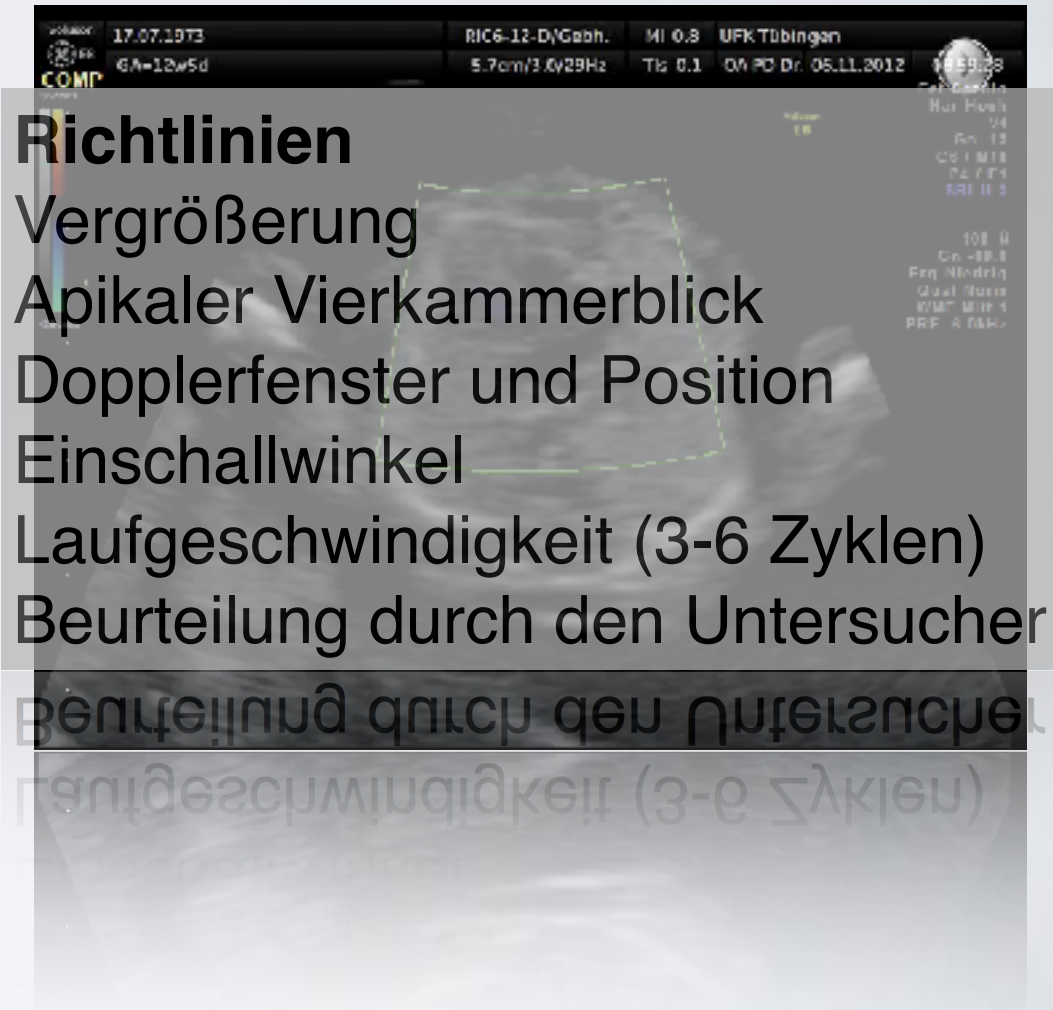 17.07.1973 RIC6-12-D/Gebh. MI 0.8 UFK Tübingen
GA=12w5d 5.7cm/3.0/29Hz TIs 0.1 OA PD Dr. 06.11.2012
COMP
Richtlinien
Vergrößerung
Apikaler Vierkammerblick
Dopplerfenster und Position
Einschallwinkel
Laufgeschwindigkeit (3-6 Zyklen)
Beurteilung durch den Untersucher